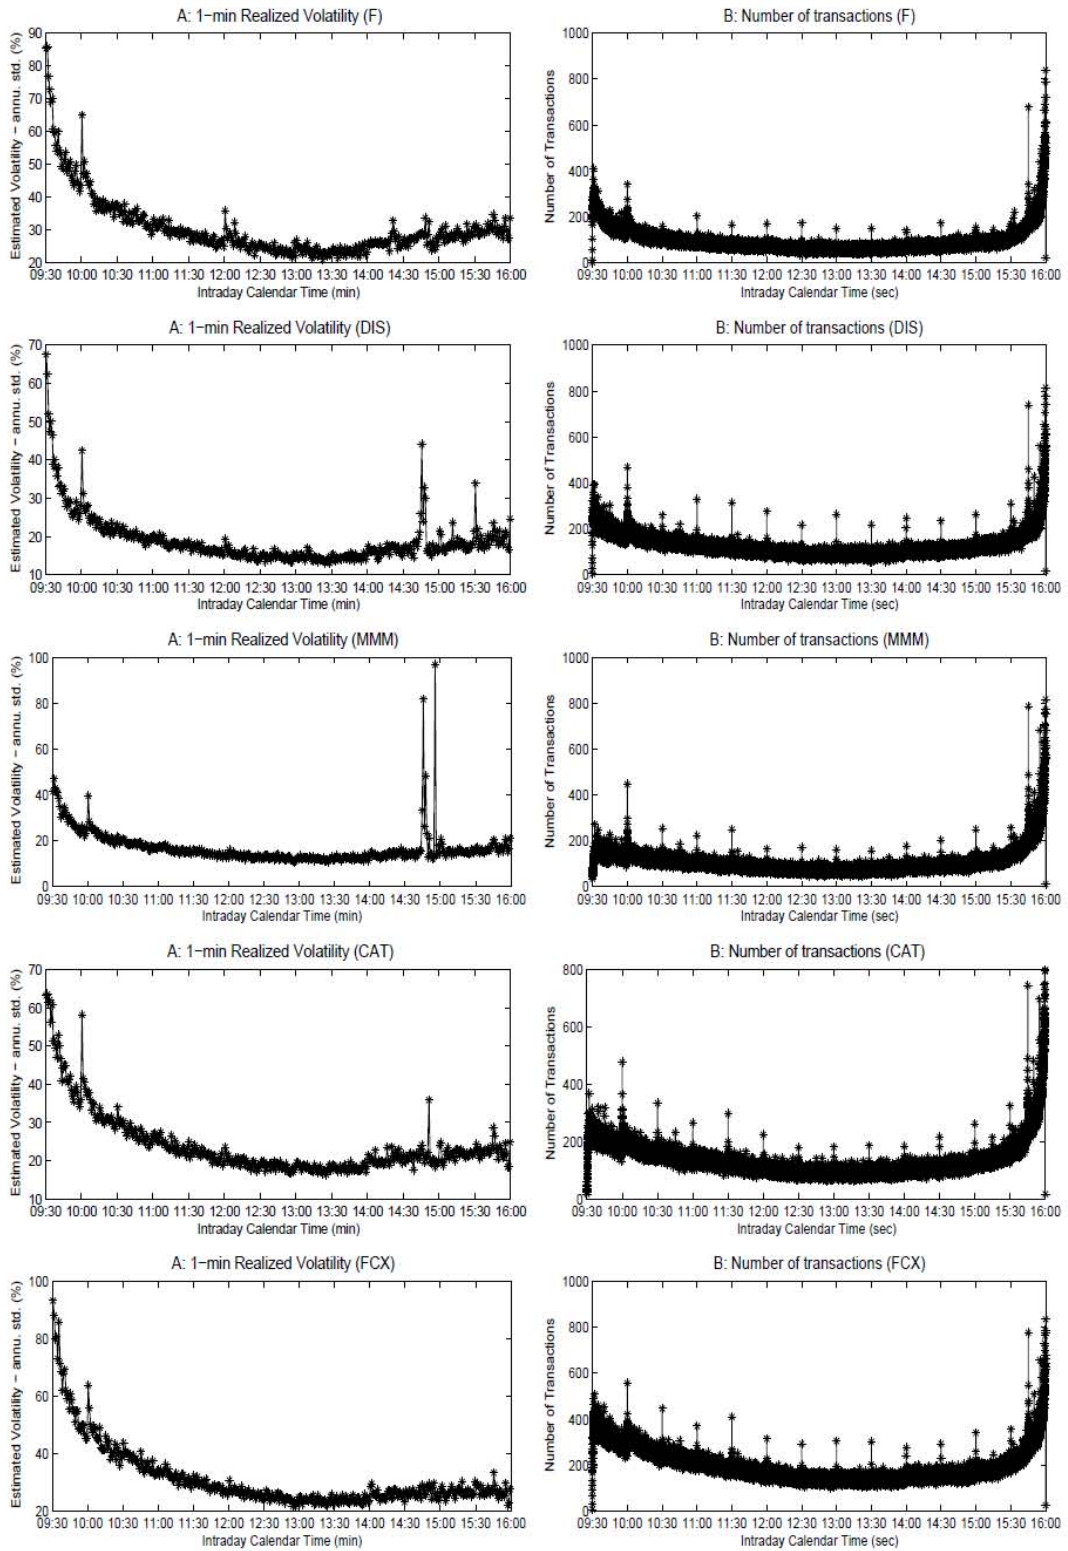 A: 1−min Realized Volatility (F)
Estimated Volatility − annu. std. (%)
90
80
70
60
50
40
30
20
09:30 10:00 10:30 11:00 11:30 12:00 12:30 13:00 13:30 14:00 14:30 15:00 15:30 16:00
Intraday Calendar Time (min)
B: Number of transactions (F)
Number of Transactions
1000
800
600
400
200
0
09:30 10:00 10:30 11:00 11:30 12:00 12:30 13:00 13:30 14:00 14:30 15:00 15:30 16:00
Intraday Calendar Time (sec)
A: 1−min Realized Volatility (DIS)
Estimated Volatility − annu. std. (%)
70
60
50
40
30
20
10
09:30 10:00 10:30 11:00 11:30 12:00 12:30 13:00 13:30 14:00 14:30 15:00 15:30 16:00
Intraday Calendar Time (min)
B: Number of transactions (DIS)
Number of Transactions
1000
800
600
400
200
0
09:30 10:00 10:30 11:00 11:30 12:00 12:30 13:00 13:30 14:00 14:30 15:00 15:30 16:00
Intraday Calendar Time (sec)
A: 1−min Realized Volatility (MMM)
Estimated Volatility − annu. std. (%)
100
80
60
40
20
0
09:30 10:00 10:30 11:00 11:30 12:00 12:30 13:00 13:30 14:00 14:30 15:00 15:30 16:00
Intraday Calendar Time (min)
B: Number of transactions (MMM)
Number of Transactions
1000
800
600
400
200
0
09:30 10:00 10:30 11:00 11:30 12:00 12:30 13:00 13:30 14:00 14:30 15:00 15:30 16:00
Intraday Calendar Time (sec)
A: 1−min Realized Volatility (CAT)
Estimated Volatility − annu. std. (%)
70
60
50
40
30
20
10
09:30 10:00 10:30 11:00 11:30 12:00 12:30 13:00 13:30 14:00 14:30 15:00 15:30 16:00
Intraday Calendar Time (min)
B: Number of transactions (CAT)
Number of Transactions
800
600
400
200
0
09:30 10:00 10:30 11:00 11:30 12:00 12:30 13:00 13:30 14:00 14:30 15:00 15:30 16:00
Intraday Calendar Time (sec)
A: 1−min Realized Volatility (FCX)
Estimated Volatility − annu. std. (%)
100
80
60
40
20
09:30 10:00 10:30 11:00 11:30 12:00 12:30 13:00 13:30 14:00 14:30 15:00 15:30 16:00
Intraday Calendar Time (min)
B: Number of transactions (FCX)
Number of Transactions
1000
800
600
400
200
0
09:30 10:00 10:30 11:00 11:30 12:00 12:30 13:00 13:30 14:00 14:30 15:00 15:30 16:00
Intraday Calendar Time (sec)